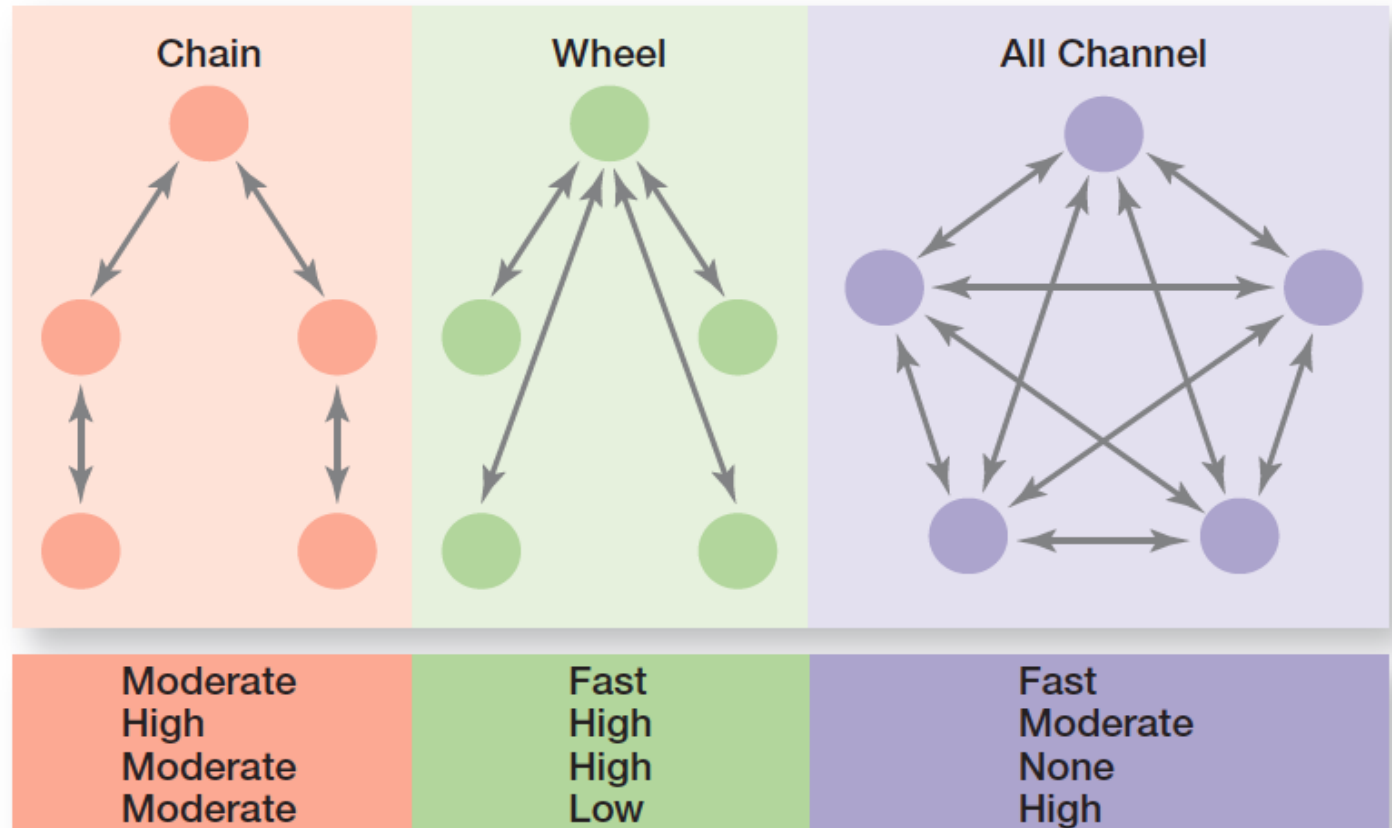 Chain
Wheel
All Channel
Moderate Fast Fast
High High Moderate
Moderate High None
Moderate Low High